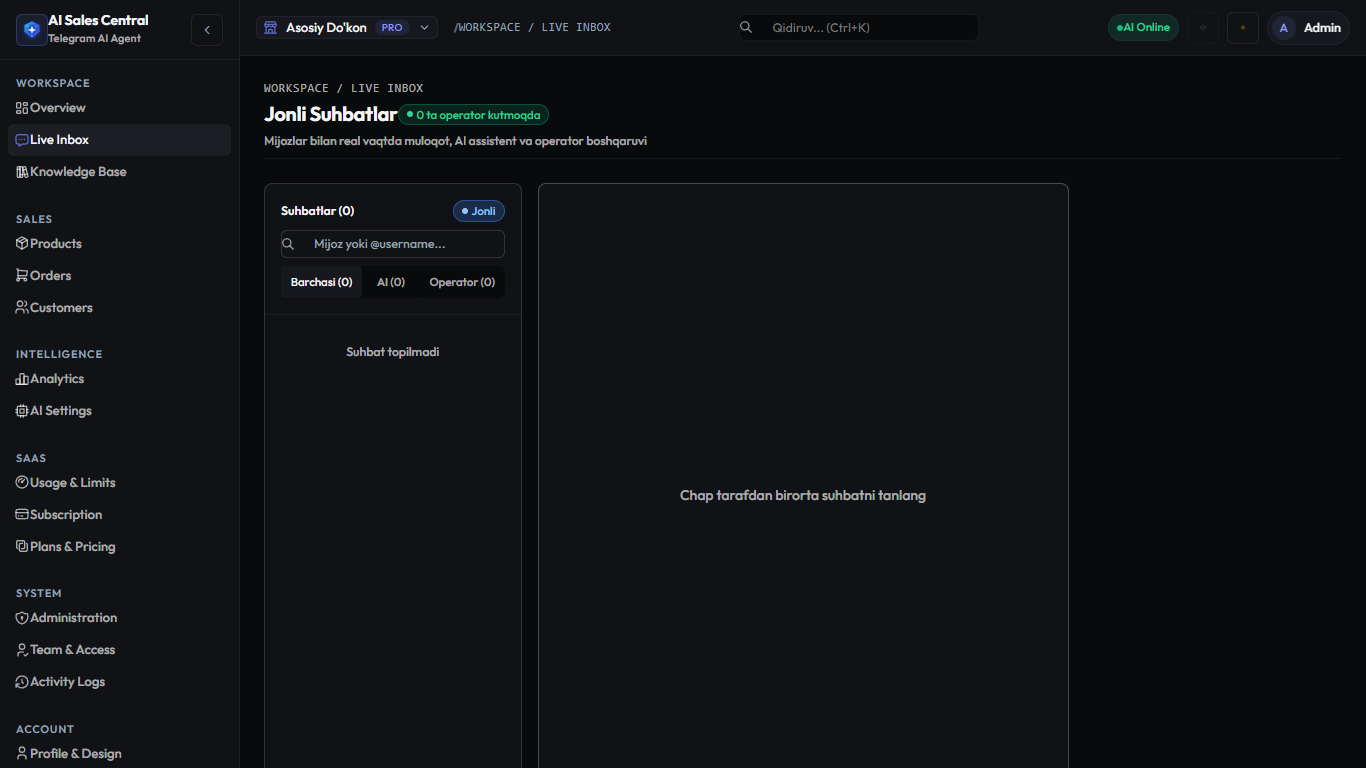 AI Sales Central
Telegram AI Agent
WORKSPACE
Overview
Live Inbox
Knowledge Base
SALES
Products
Orders
Customers
INTELLIGENCE
Analytics
AI Settings
SAAS
Usage & Limits
Subscription
Plans & Pricing
SYSTEM
Administration
Team & Access
Activity Logs
ACCOUNT
Profile & Design
Asosiy Do'kon PRO /WORKSPACE / LIVE INBOX Qidiruv... (Ctrl+K) AI Online A Admin
WORKSPACE / LIVE INBOX
Jonli Suhbatlar 0 ta operator kutmoqda
Mijozlar bilan real vaqtda muloqot, AI assistent va operator boshqaruvi
Suhbatlar (0) Jonli
Mijoz yoki @username...
Barchasi (0) AI (0) Operator (0)
Suhbat topilmadi
Chap tarafdan birorta suhbatni tanlang